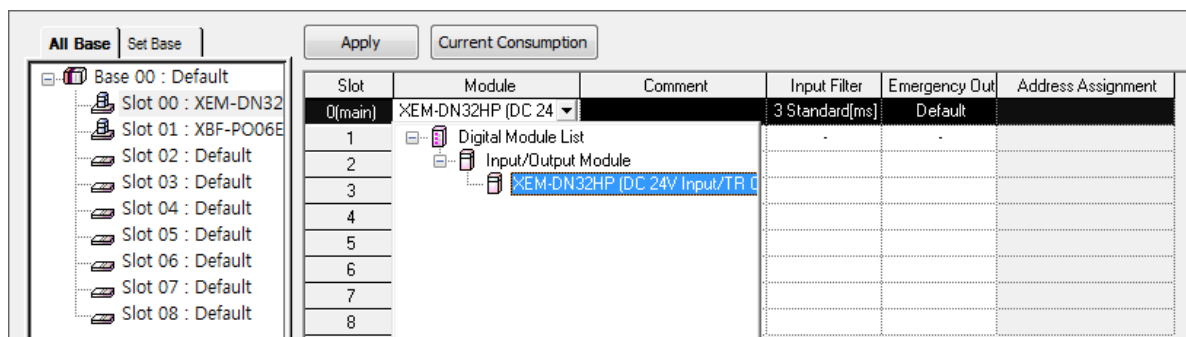 All Base Set Base Apply Current Consumption
Base 00 : Default
Slot 00 : XEM-DN32
Slot 01 : XBF-PO06E
Slot 02 : Default
Slot 03 : Default
Slot 04 : Default
Slot 05 : Default
Slot 06 : Default
Slot 07 : Default
Slot 08 : Default
Slot Module Comment Input Filter Emergency Out Address Assignment
0(main) XEM-DN32HP (DC 24 3 Standard[ms] Default
1 - -
2
3
4
5
6
7
8
Digital Module List
Input/Output Module
XEM-DN32HP (DC 24V Input/TR O